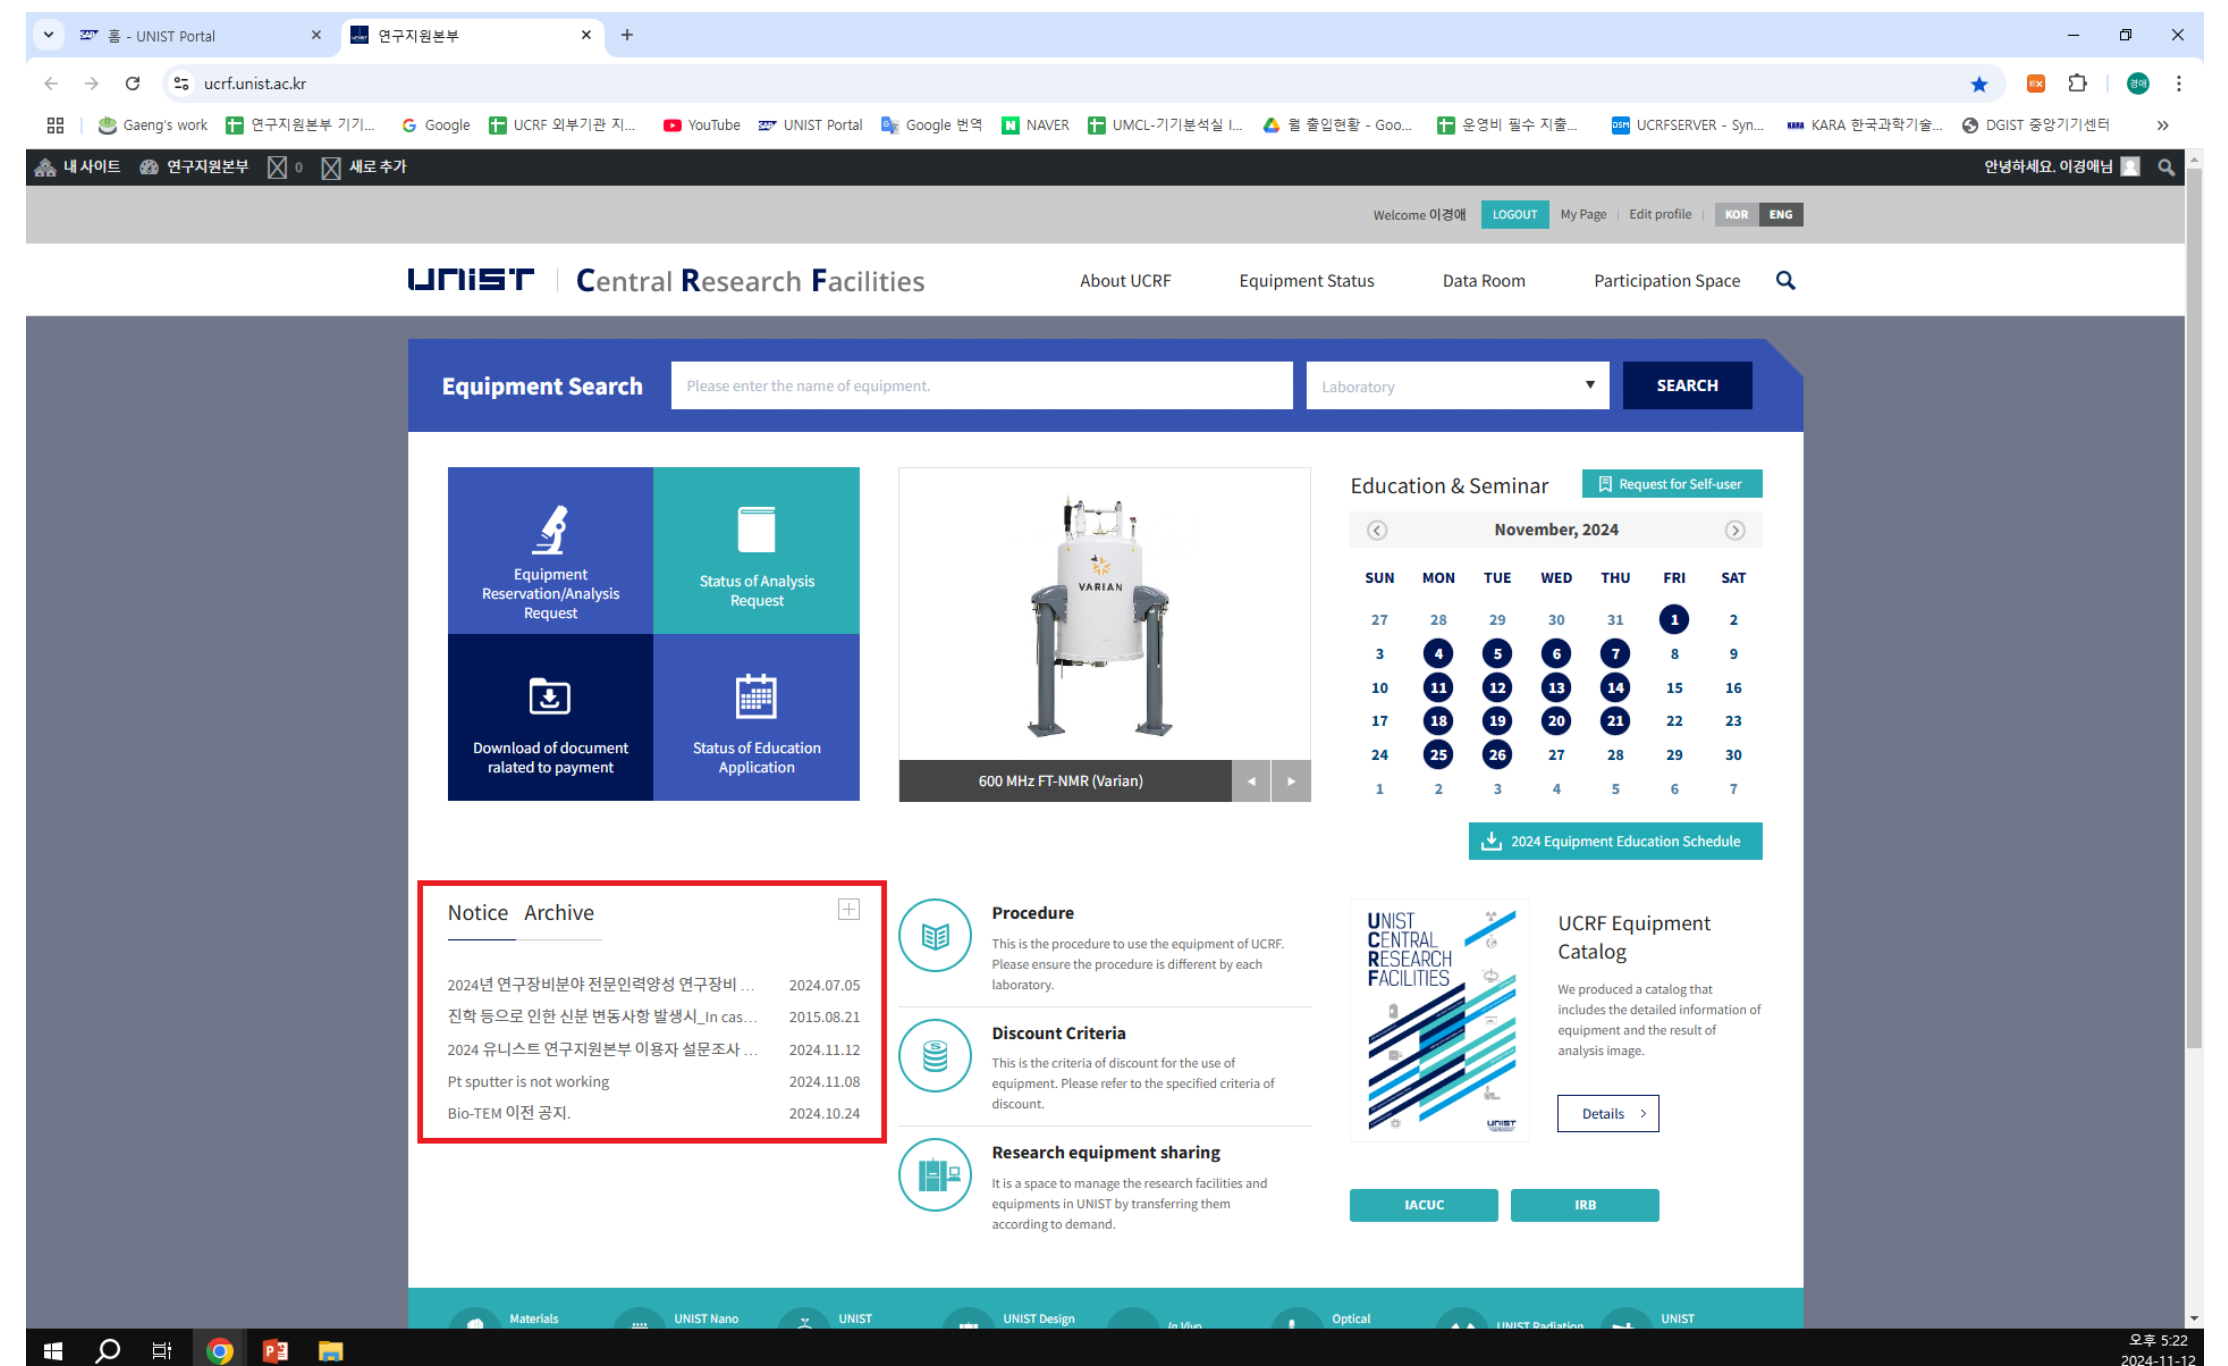 홈 - UNIST Portal
연구지원본부
ucrf.unist.ac.kr
경애
Gaeng's work
연구지원본부 기기...
Google
UCRF 외부기관 지...
YouTube
UNIST Portal
Google 번역
NAVER
UMCL-기기분석실 I...
월 출입현황 - Goo...
운영비 필수 지출...
UCRFSERVER - Syn...
KARA 한국과학기술...
DGIST 중앙기기센터
내 사이트 연구지원본부 0 새로 추가
안녕하세요. 이경애님
Welcome 이경애 LOGOUT My Page | Edit profile | KOR ENG
UNIST | Central Research Facilities
About UCRF Equipment Status Data Room Participation Space
Equipment Search Please enter the name of equipment. Laboratory SEARCH
Equipment
Reservation/Analysis
Request
Status of Analysis
Request
Download of document
ralated to payment
Status of Education
Application
VARIAN
600 MHz FT-NMR (Varian)
Education & Seminar
Request for Self-user
November, 2024
SUN MON TUE WED THU FRI SAT
27 28 29 30 31 1 2
3 4 5 6 7 8 9
10 11 12 13 14 15 16
17 18 19 20 21 22 23
24 25 26 27 28 29 30
1 2 3 4 5 6 7
2024 Equipment Education Schedule
Notice Archive
2024년 연구장비분야 전문인력양성 연구장비 ... 2024.07.05
진학 등으로 인한 신분 변동사항 발생시_In cas... 2015.08.21
2024 유니스트 연구지원본부 이용자 설문조사 ... 2024.11.12
Pt sputter is not working 2024.11.08
Bio-TEM 이전 공지. 2024.10.24
Procedure
This is the procedure to use the equipment of UCRF.
Please ensure the procedure is different by each
laboratory.
Discount Criteria
This is the criteria of discount for the use of
equipment. Please refer to the specified criteria of
discount.
Research equipment sharing
It is a space to manage the research facilities and
equipments in UNIST by transferring them
according to demand.
UNIST
CENTRAL
RESEARCH
FACILITIES
UNIST
UCRF Equipment
Catalog
We produced a catalog that
includes the detailed information of
equipment and the result of
analysis image.
Details
IACUC
IRB
Materials
UNIST Nano
UNIST
UNIST Design
In Vivo
Optical
UNIST Radiation
UNIST
오후 5:22
2024-11-12